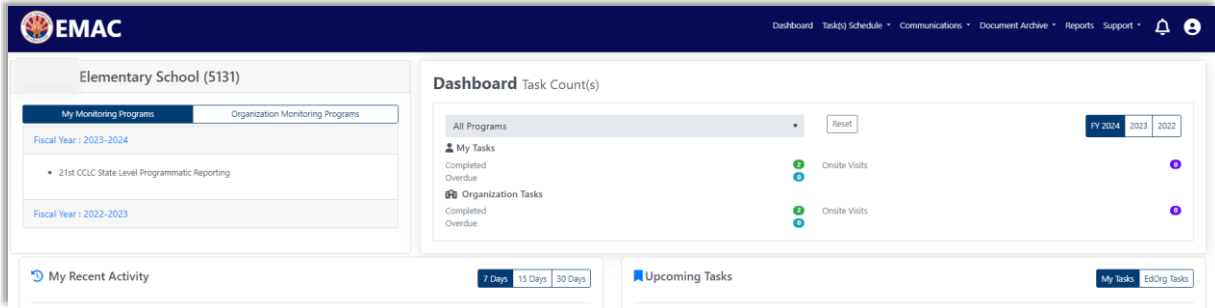 EMAC
Dashboard Task(s) Schedule Communications Document Archive Reports Support
Elementary School (5131)
My Monitoring Programs Organization Monitoring Programs
Fiscal Year : 2023-2024
• 21st CCLC State Level Programmatic Reporting
Fiscal Year : 2022-2023
Dashboard Task Count(s)
All Programs Reset FY 2024 2023 2022
My Tasks
Completed 2 Onsite Visits 0
Overdue 0
Organization Tasks
Completed 2 Onsite Visits 0
Overdue 0
My Recent Activity 7 Days 15 Days 30 Days
Upcoming Tasks My Tasks EdOrg Tasks